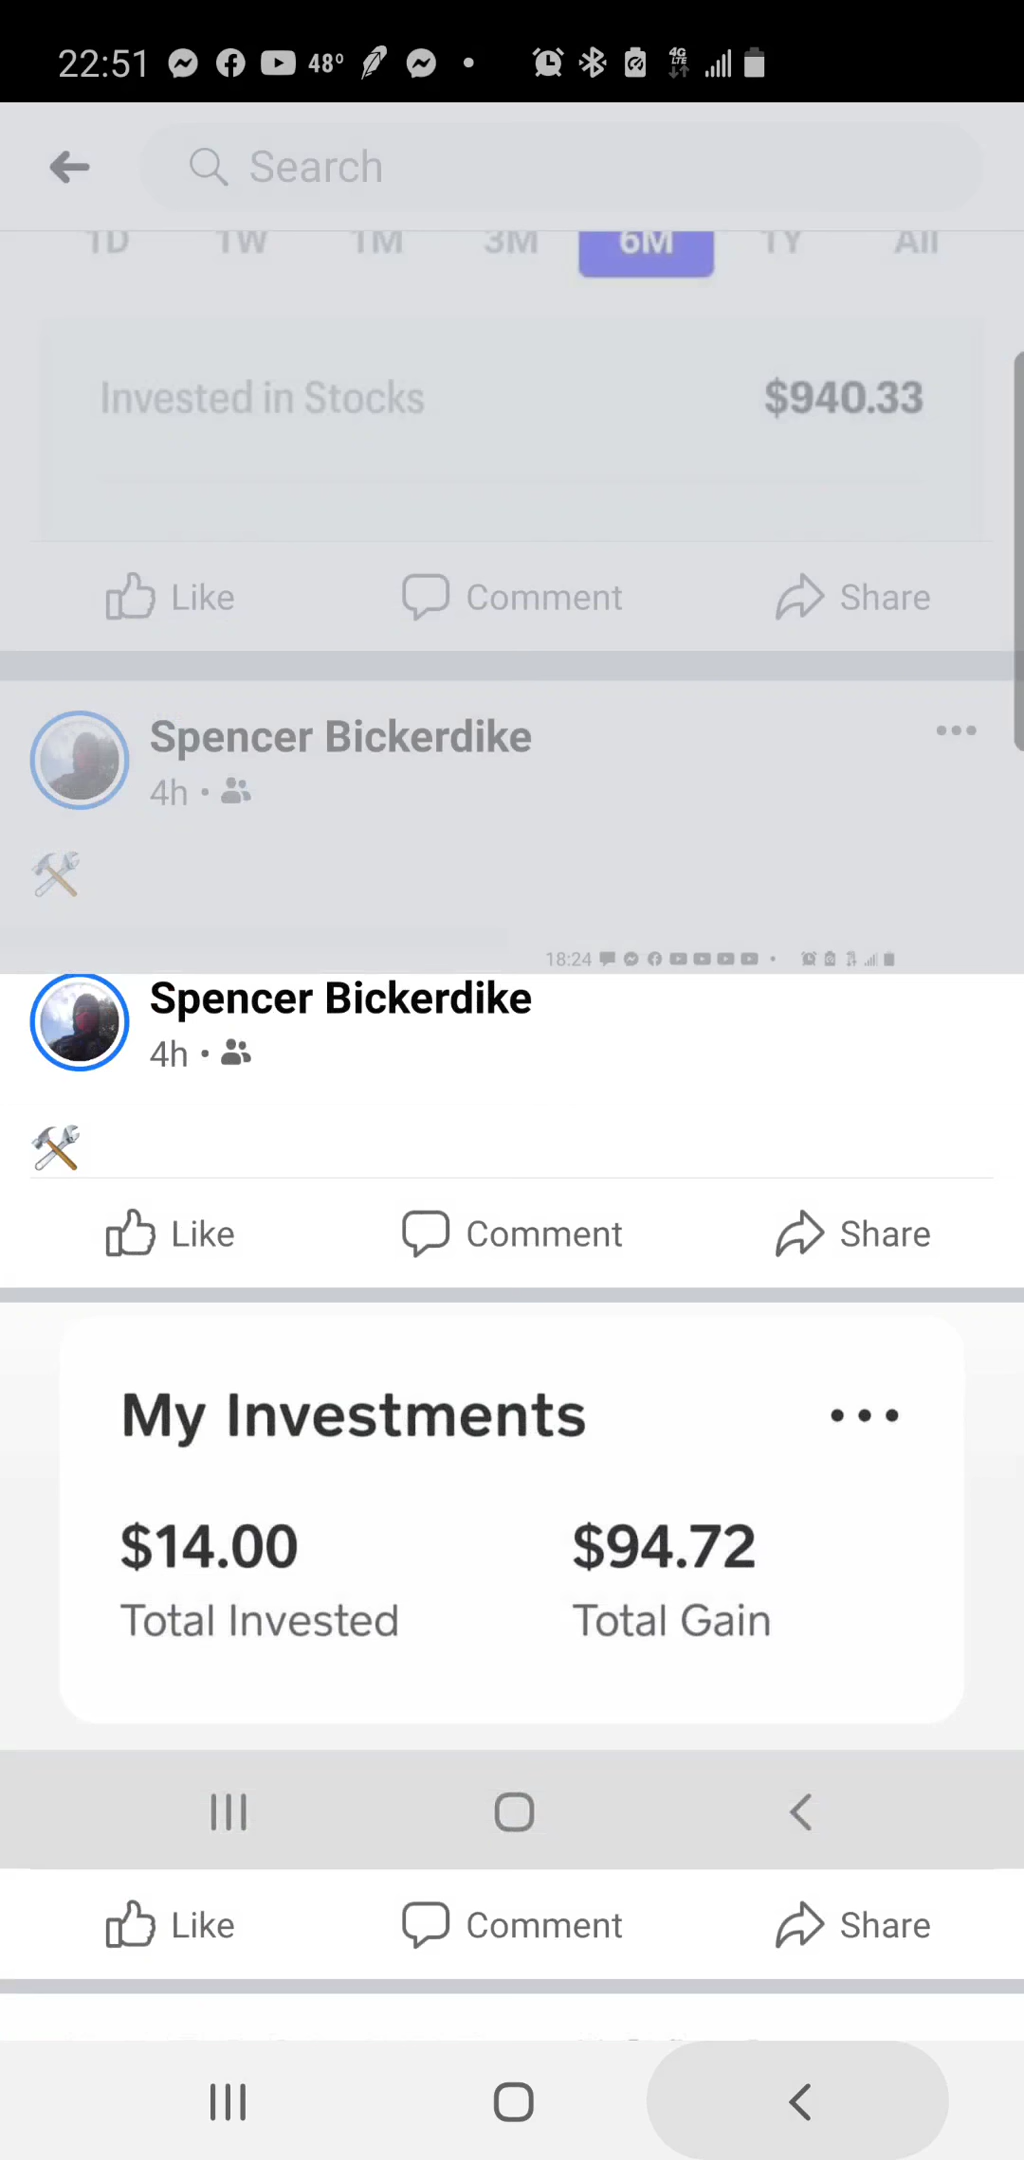 22:51 48° 4G LTE
Search
1D 1W 1M 3M 6M 1Y All
Invested in Stocks $940.33
Like Comment Share
Spencer Bickerdike
4h •
18:24
Spencer Bickerdike
4h •
Like Comment Share
My Investments
$14.00 $94.72
Total Invested Total Gain
Like Comment Share